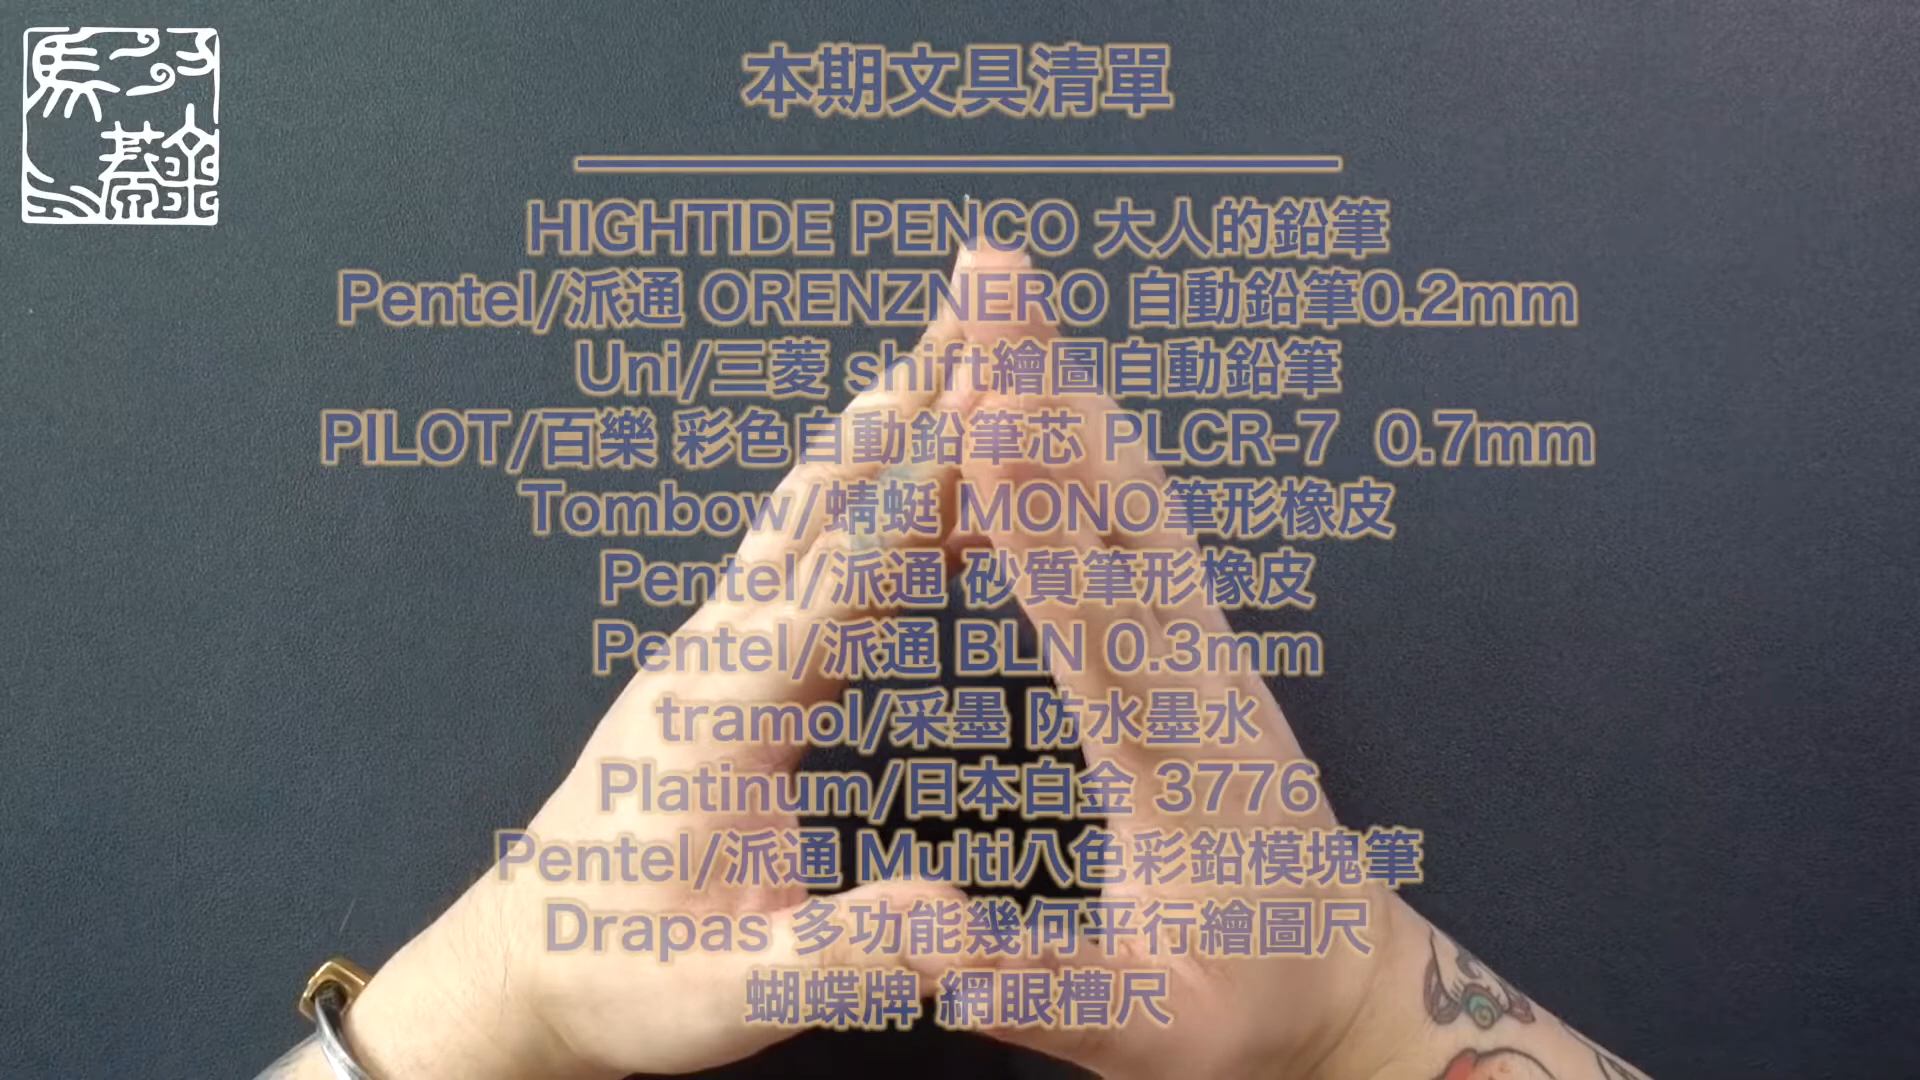 本期文具清單
HIGHTIDE PENCO 大人的鉛筆
Pentel/派通 ORENZNERO 自動鉛筆0.2mm
Uni/三菱 shift繪圖自動鉛筆
PILOT/百樂 彩色自動鉛筆芯 PLCR-7 0.7mm
Tombow/蜻蜓 MONO筆形橡皮
Pentel/派通 砂質筆形橡皮
Pentel/派通 BLN 0.3mm
tramol/采墨 防水墨水
Platinum/日本白金 3776
Pentel/派通 Multi八色彩鉛模塊筆
Drapas 多功能幾何平行繪圖尺
蝴蝶牌 網眼槽尺